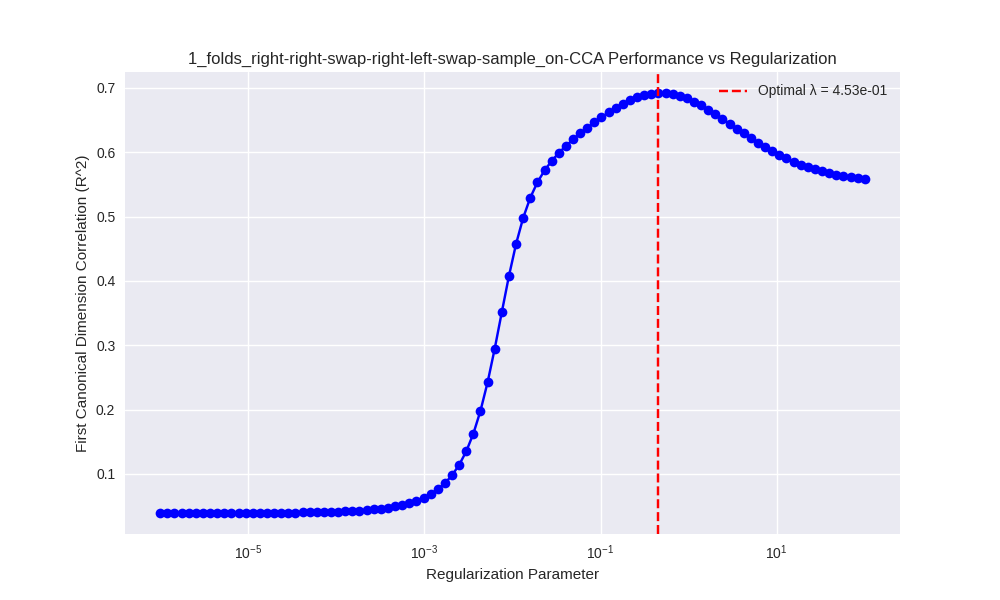 1_folds_right-right-swap-right-left-swap-sample_on-CCA Performance vs Regularization
First Canonical Dimension Correlation (R^2)
0.7
0.6
0.5
0.4
0.3
0.2
0.1
Optimal λ = 4.53e-01
10⁻⁵ 10⁻³ 10⁻¹ 10¹
Regularization Parameter